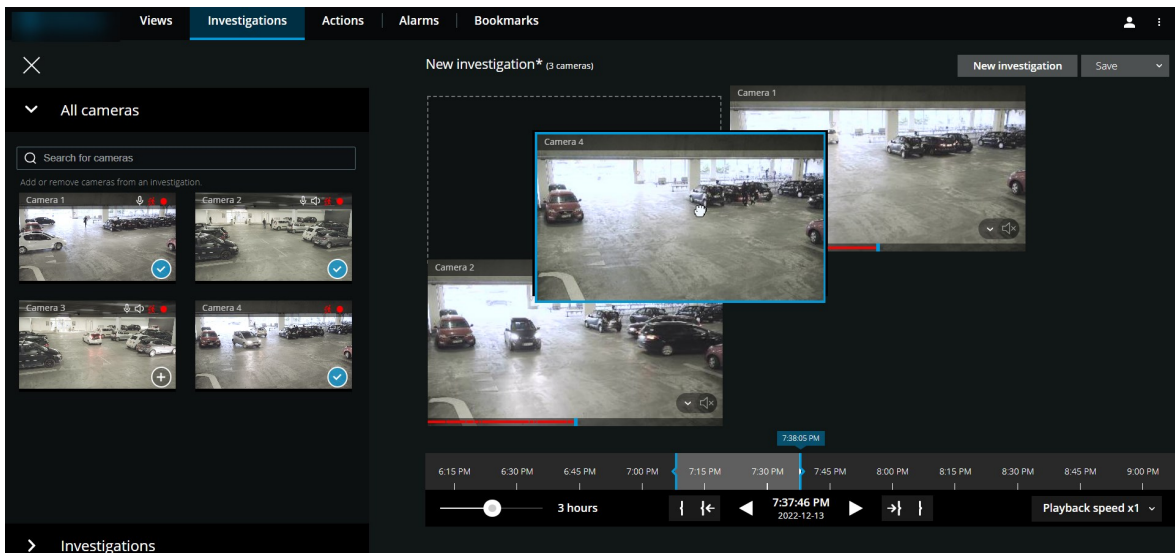 Views Investigations Actions Alarms Bookmarks
New investigation* (3 cameras)
New investigation Save
All cameras
Search for cameras
Add or remove cameras from an investigation.
Camera 1
Camera 2
Camera 3
Camera 4
Camera 1
Camera 4
Camera 2
7:38:05 PM
6:15 PM 6:30 PM 6:45 PM 7:00 PM 7:15 PM 7:30 PM 7:45 PM 8:00 PM 8:15 PM 8:30 PM 8:45 PM 9:00 PM
3 hours
7:37:46 PM
2022-12-13
Playback speed x1
Investigations